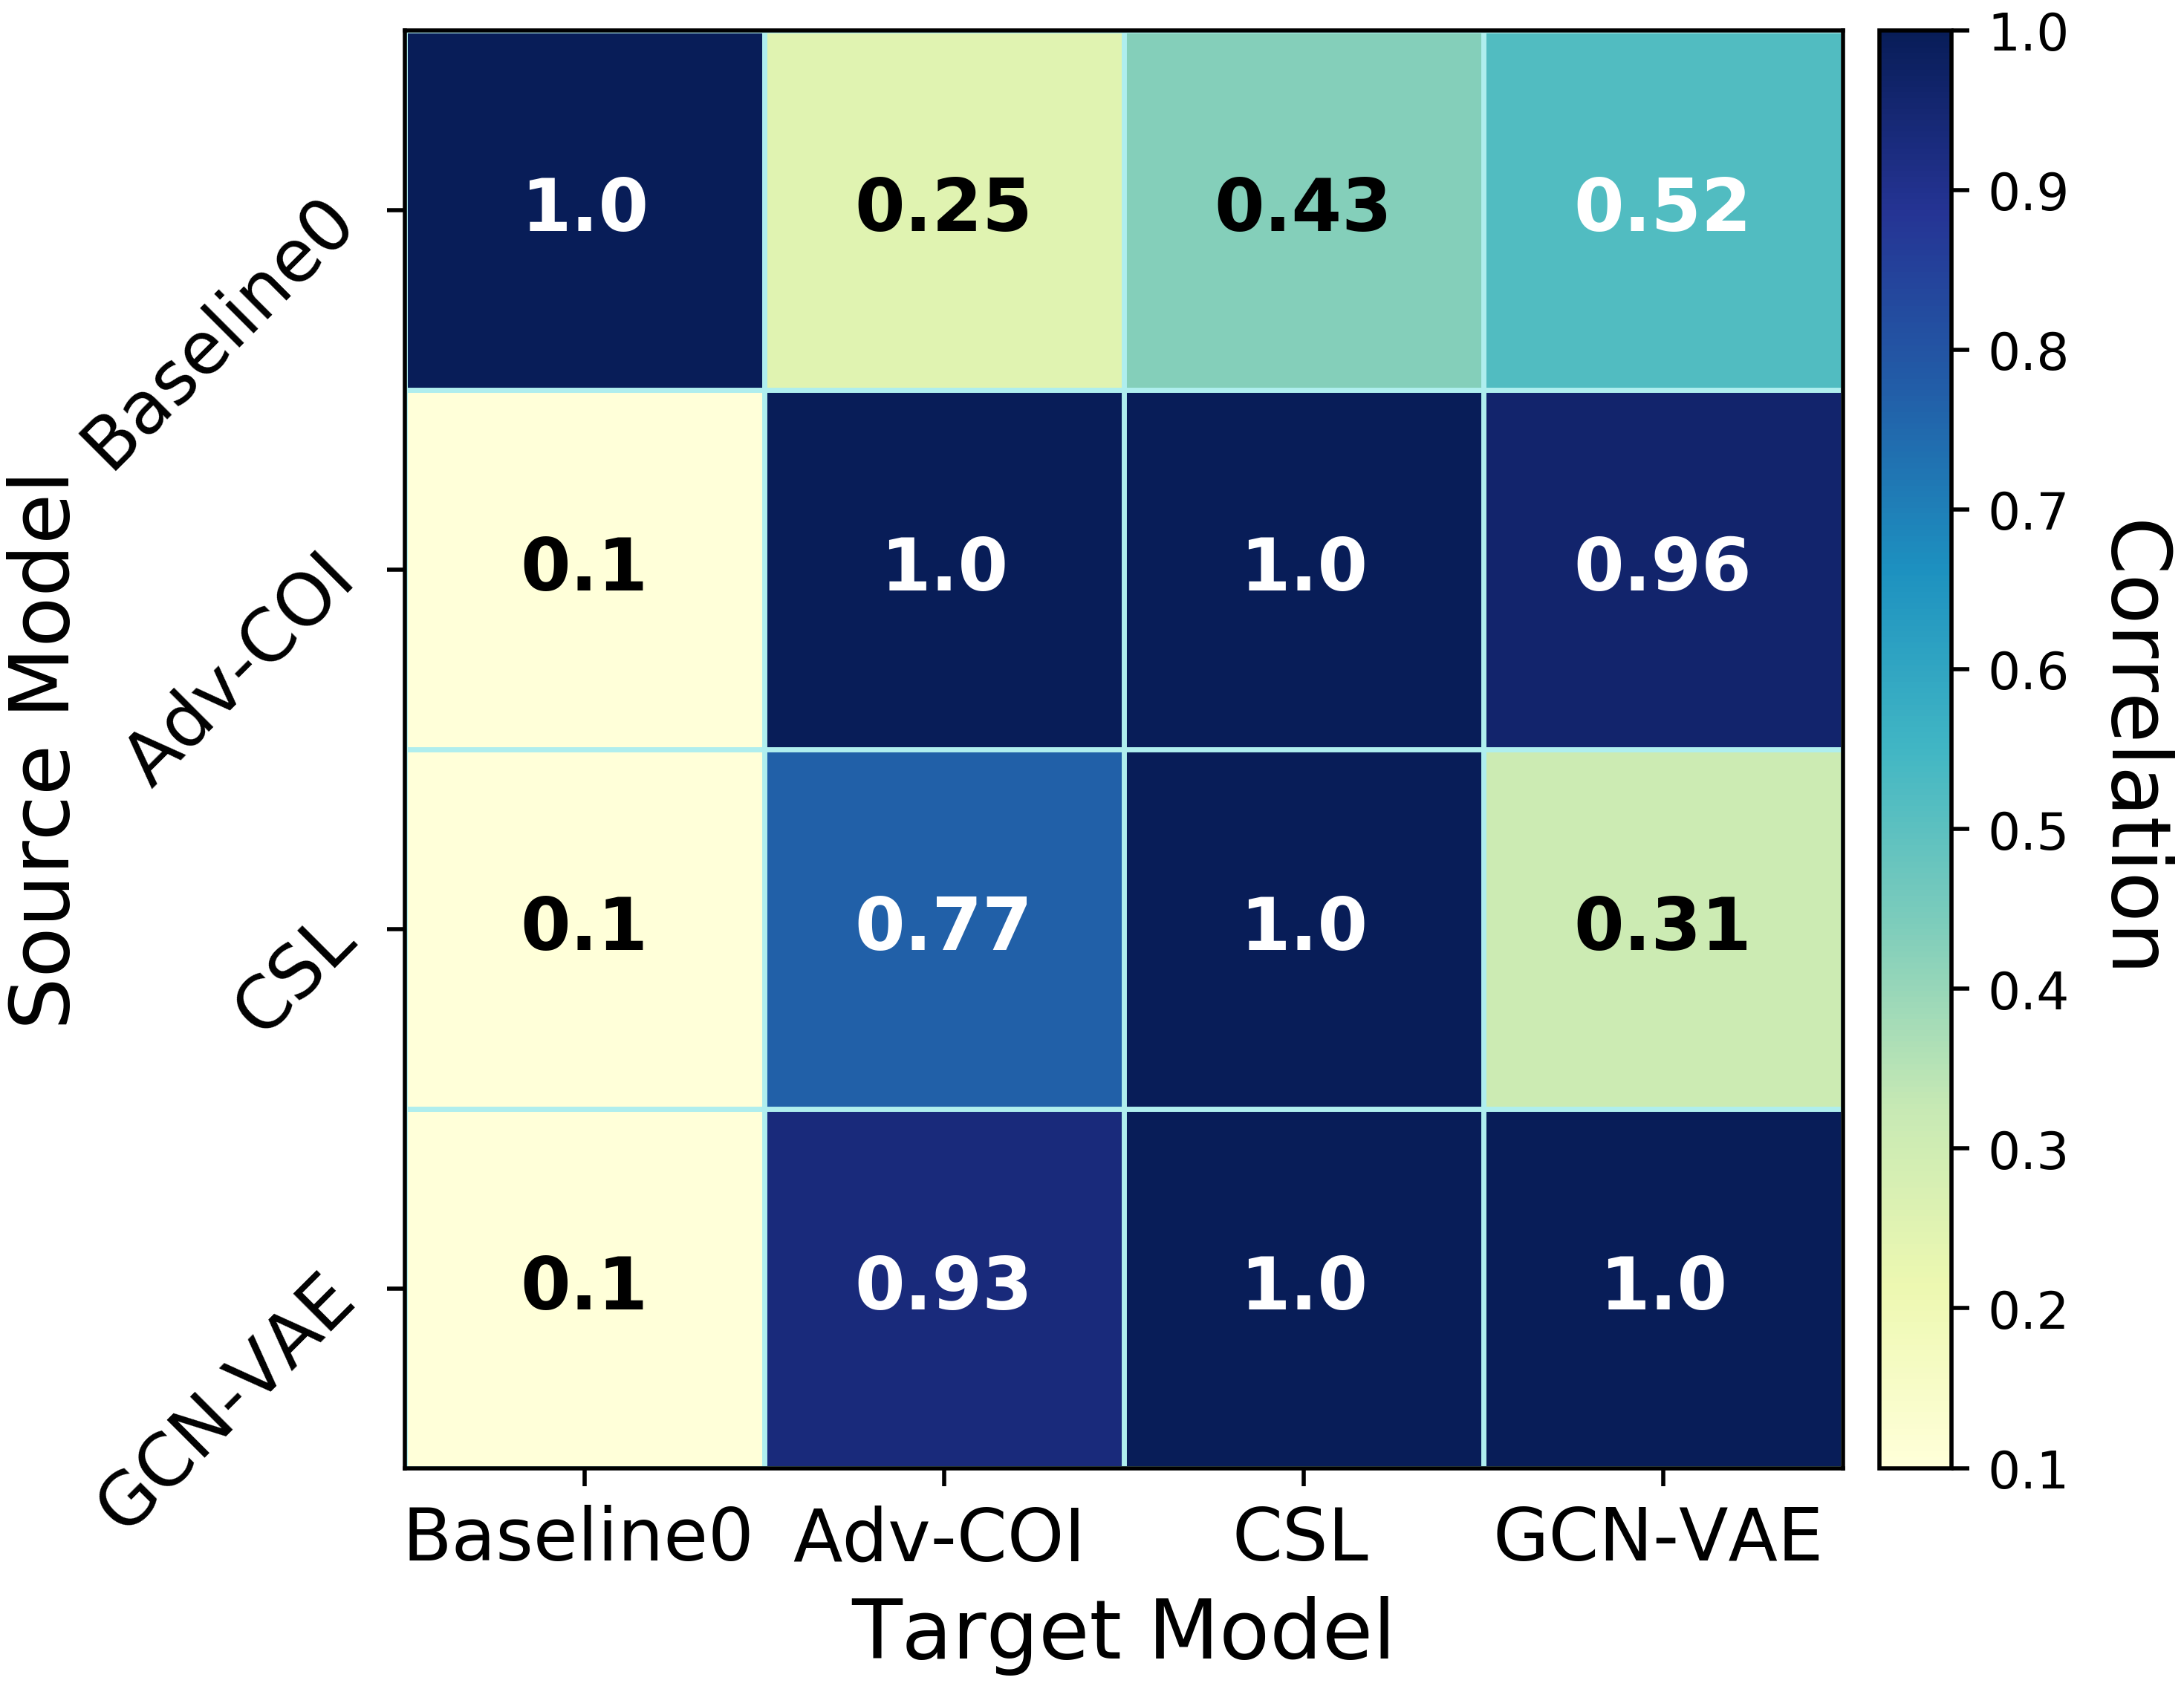 Source Model
Baseline0 1.0 0.25 0.43 0.52
Adv-COI 0.1 1.0 1.0 0.96
CSL 0.1 0.77 1.0 0.31
GCN-VAE 0.1 0.93 1.0 1.0
Baseline0 Adv-COI CSL GCN-VAE
Target Model
1.0
0.9
0.8
0.7
0.6
0.5
0.4
0.3
0.2
0.1
Correlation